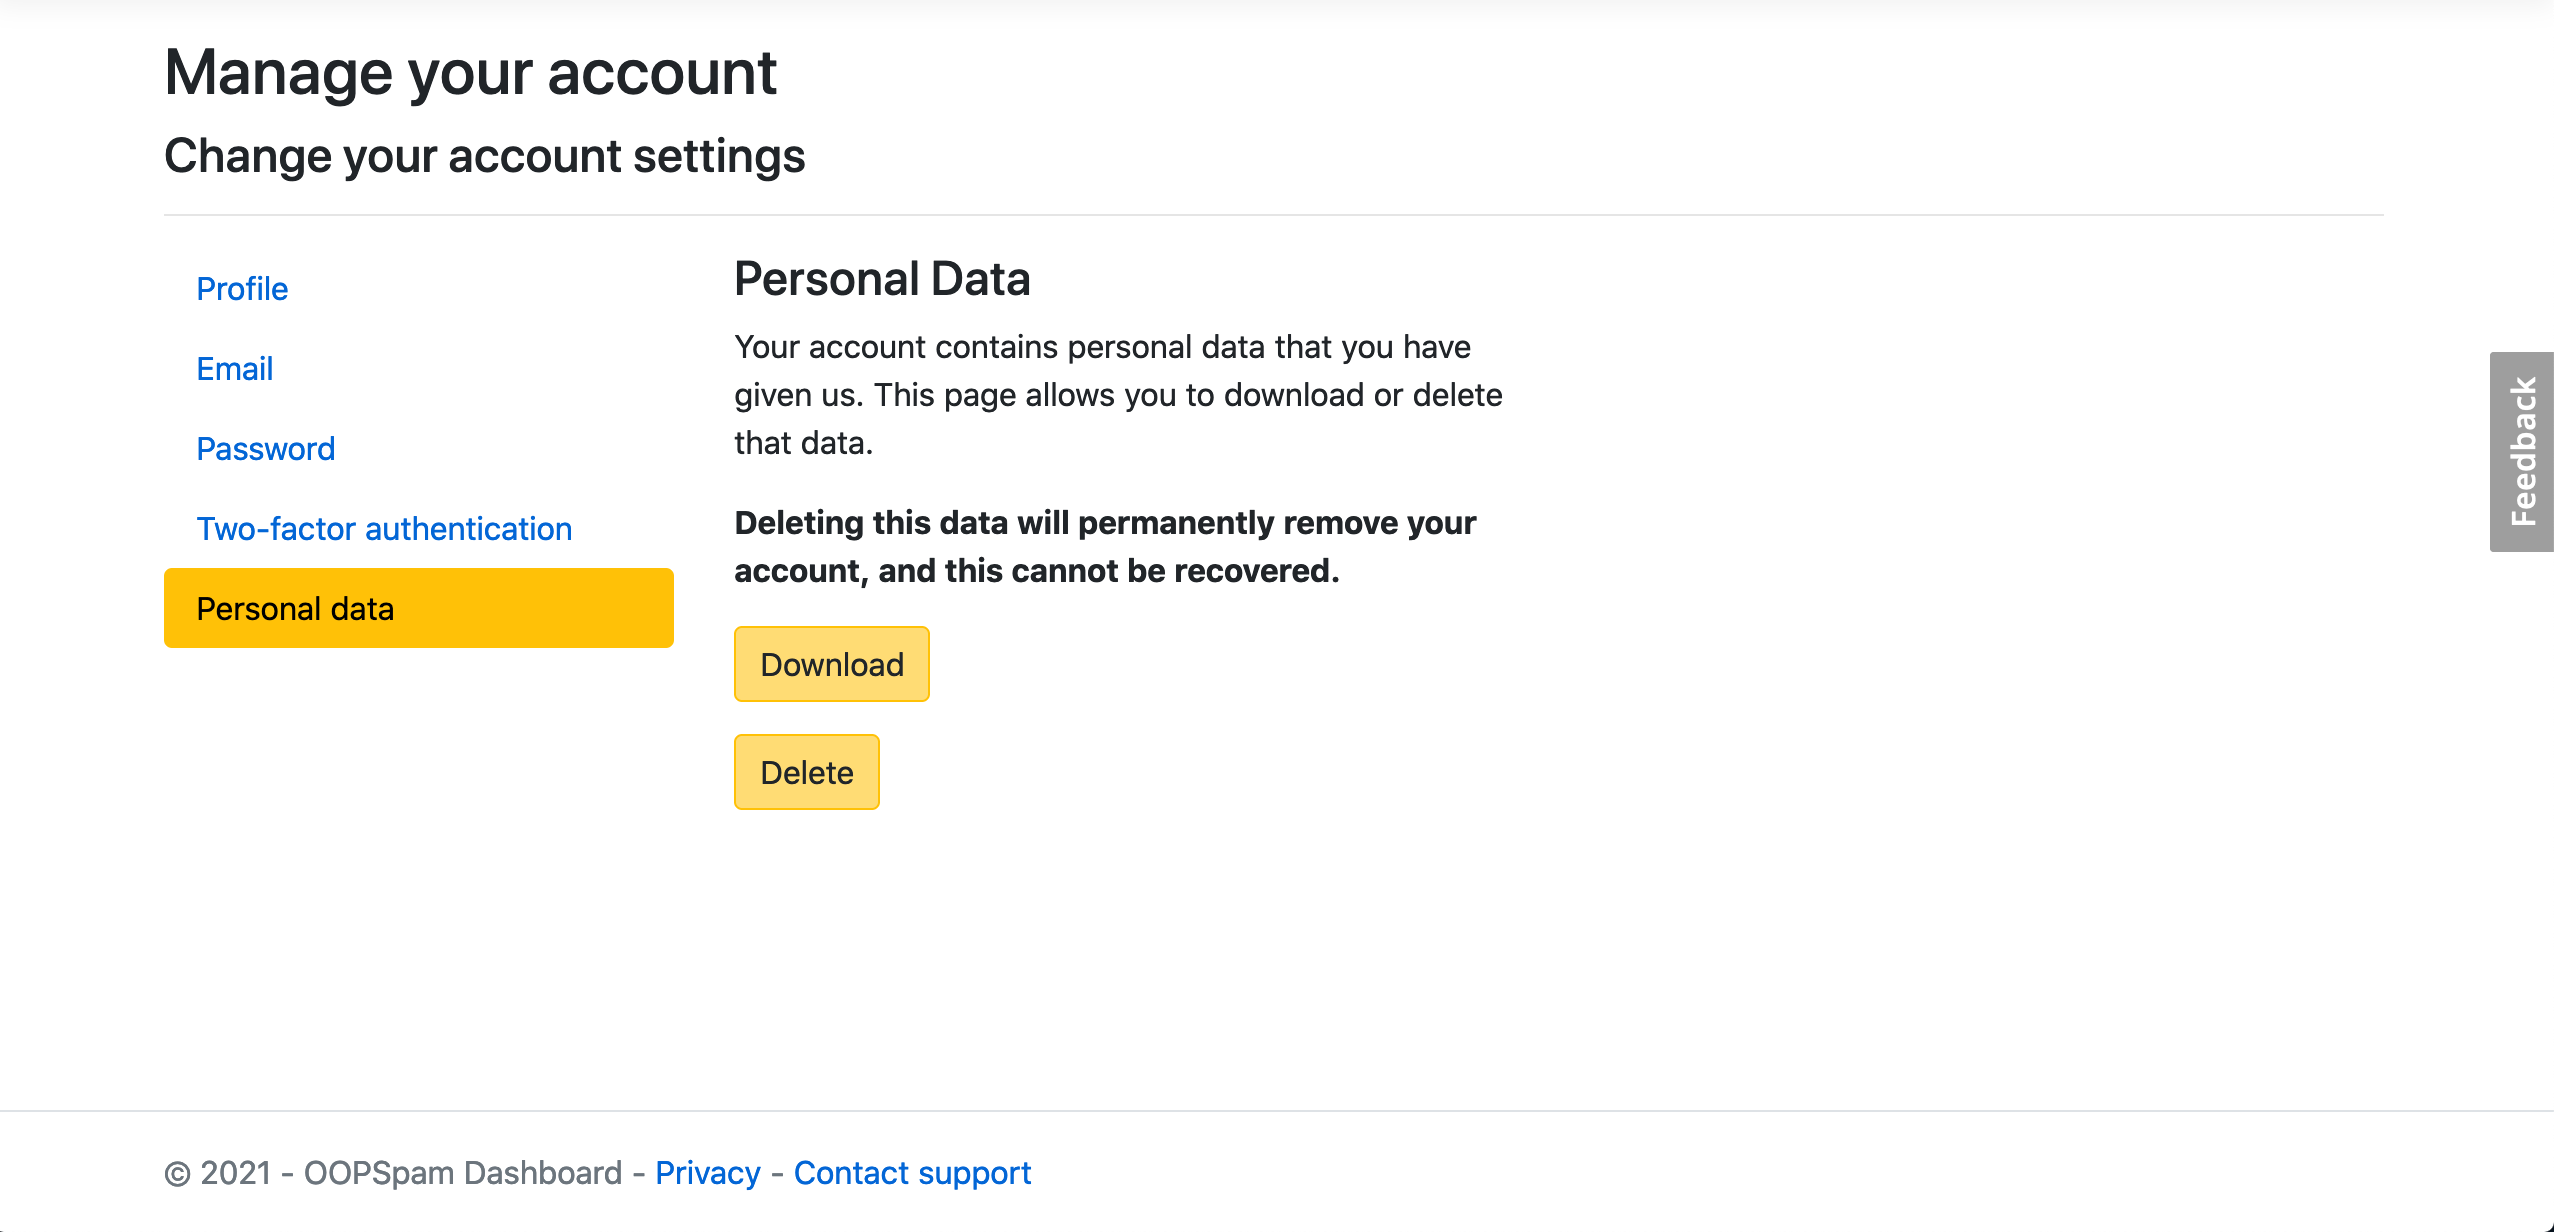 Manage your account
Change your account settings
Profile
Email
Password
Two-factor authentication
Personal data
Personal Data
Your account contains personal data that you have
given us. This page allows you to download or delete
that data.
Deleting this data will permanently remove your
account, and this cannot be recovered.
Download
Delete
Feedback
© 2021 - OOPSpam Dashboard - Privacy - Contact support